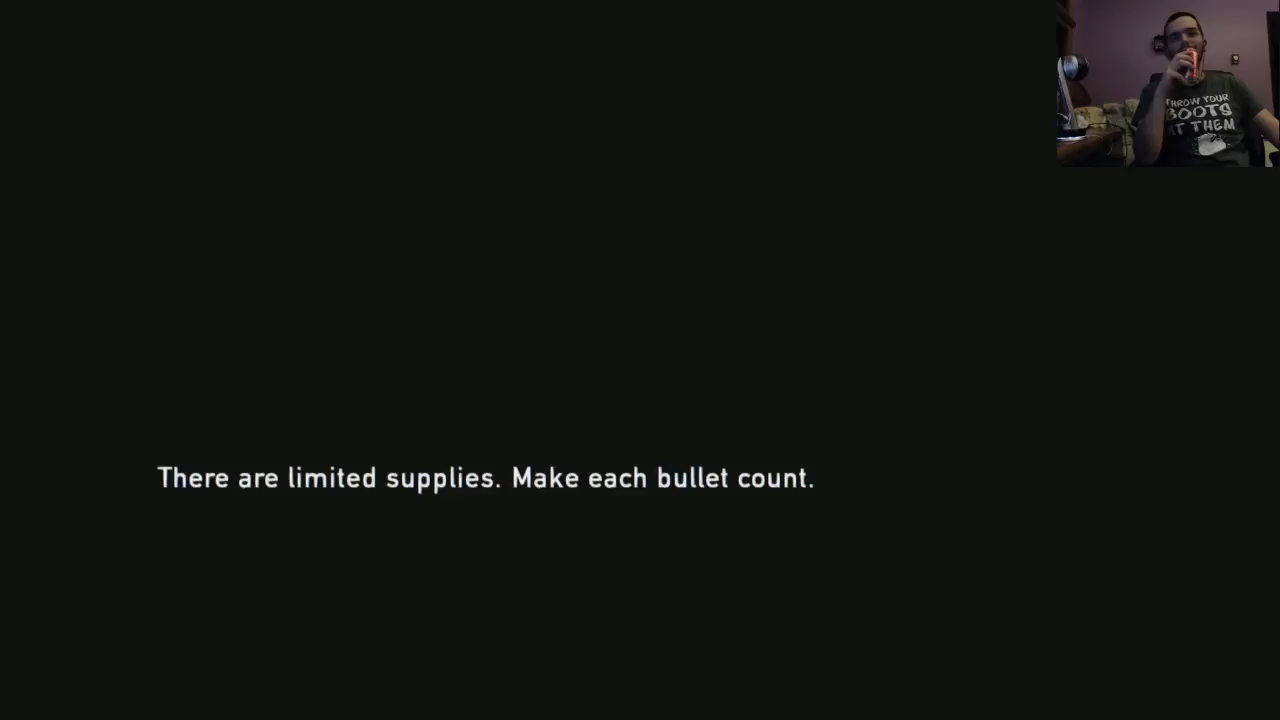 THROW YOUR
BOOTS
AT THEM
There are limited supplies. Make each bullet count.